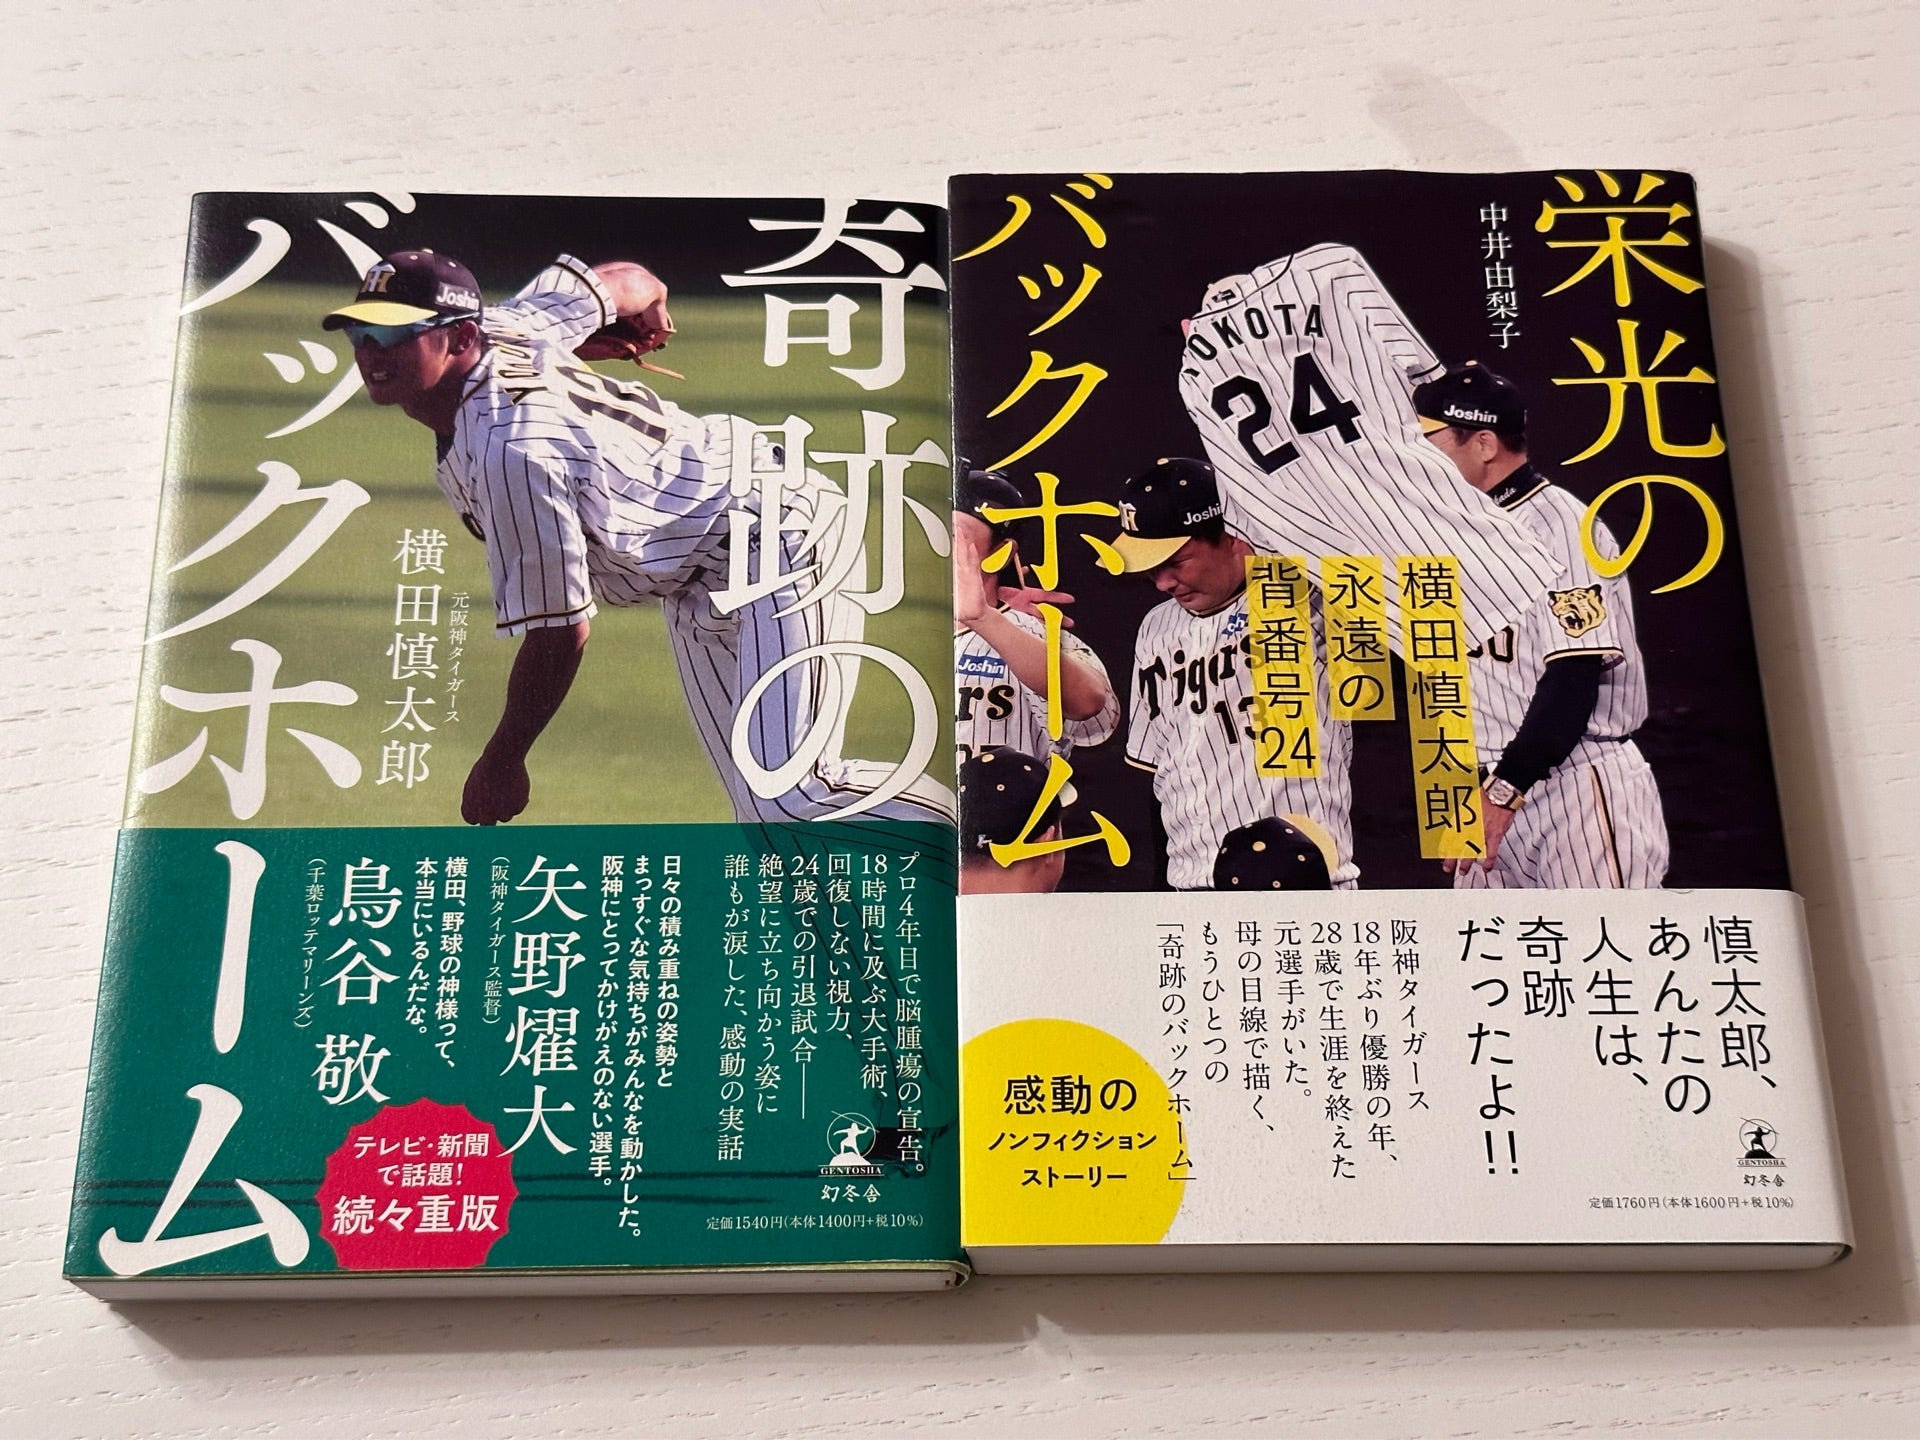 奇跡の
バックホーム
元阪神タイガース
横田慎太郎
Joshin
プロ4年目で脳腫瘍の宣告。
18時間に及ぶ大手術、
回復しない視力、
24歳での引退試合──
絶望に立ち向かう姿に
誰もが涙した、感動の実話
日々の積み重ねの姿勢と
まっすぐな気持ちがみんなを動かした。
阪神にとってかけがえのない選手。
矢野燿大
(阪神タイガース監督)
横田、野球の神様って、
本当にいるんだな。
鳥谷 敬
(千葉ロッテマリーンズ)
テレビ・新聞
で話題!
続々重版
GENTOSHA
幻冬舎
定価1540円(本体1400円+税10%)
栄光の
バックホーム
中井由梨子
横田慎太郎、
永遠の
背番号24
OKOTA
24
Joshin
Joshi
Joshin
Tigers
13
rs
慎太郎、
あんたの
人生は、
奇跡
だったよ!!
阪神タイガース
18年ぶり優勝の年、
28歳で生涯を終えた
元選手がいた。
母の目線で描く、
もうひとつの
「奇跡のバックホーム」
感動の
ノンフィクション
ストーリー
GENTOSHA
幻冬舎
定価1760円(本体1600円+税10%)